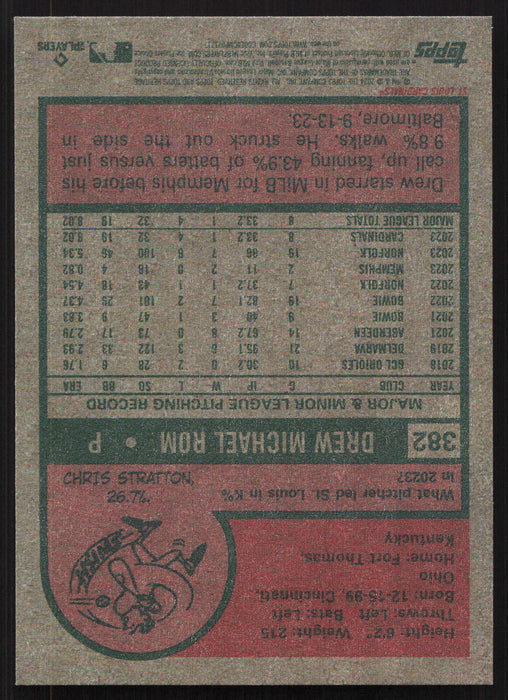 Height: 6'2" Weight: 215
Throws: Left Bats: Left
Born: 12-15-99, Cincinnati,
Ohio
Home: Fort Thomas,
Kentucky
What pitcher led St. Louis in K%
in 2023?
CHRIS STRATTON,
26.7%.
382 DREW MICHAEL ROM • P
MAJOR & MINOR LEAGUE PITCHING RECORD
YEAR CLUB G IP W L SO BB ERA
2018 GCL ORIOLES 10 30.2 0 1 28 6 1.76
2019 DELMARVA 21 95.1 6 3 122 33 2.93
2021 ABERDEEN 14 67.2 8 0 73 17 2.79
2021 BOWIE 9 40 3 1 47 9 3.83
2022 BOWIE 19 82.1 7 2 101 25 4.37
2022 NORFOLK 7 37.2 1 1 43 18 4.54
2023 NORFOLK 19 86 7 6 100 46 5.34
2023 MEMPHIS 2 11 0 18 4 0.82
2023 CARDINALS 8 33.2 1 4 32 19 8.02
MAJOR LEAGUE TOTALS 8 33.2 1 4 32 19 8.02
Drew starred in MiLB for Memphis before his
call up, fanning 43.9% of batters versus just
9.8% walks. He struck out the side in
Baltimore, 9-13-23.
ST. LOUIS CARDINALS
topps
PLAYERS